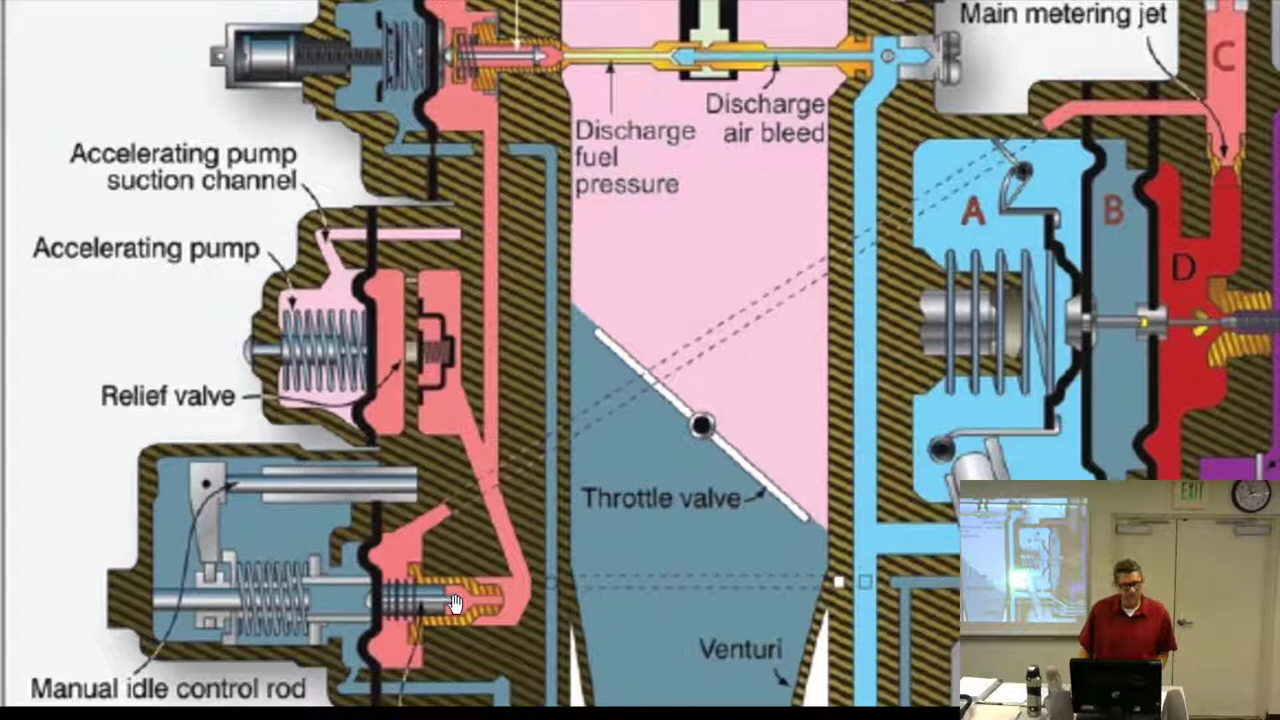 Main metering jet
C
Discharge
air bleed
Discharge
fuel
pressure
Accelerating pump
suction channel
Accelerating pump
A
B
D
Relief valve
Throttle valve
EXIT
Venturi
Manual idle control rod